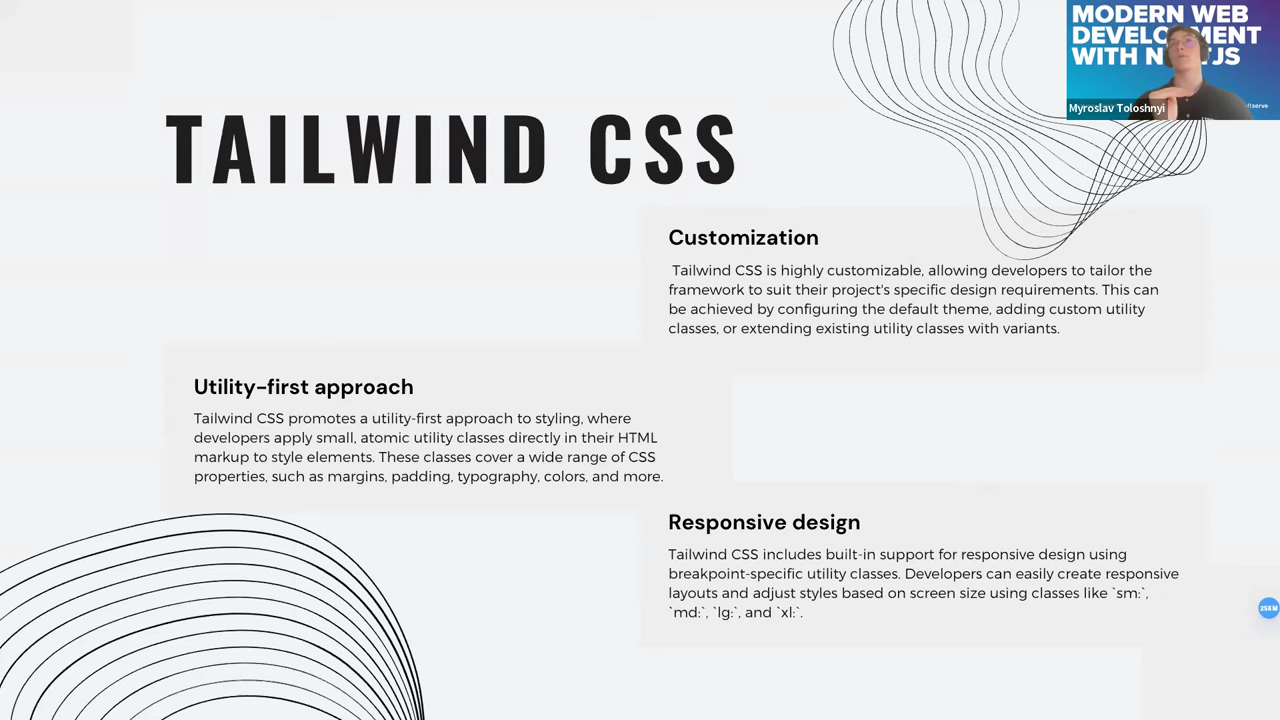 MODERN WEB
WITH
JS
Myroslav Toloshnyi
TAILWIND CSS
Customization
Tailwind CSS is highly customizable, allowing developers to tailor the
framework to suit their project's specific design requirements. This can
be achieved by configuring the default theme, adding custom utility
classes, or extending existing utility classes with variants.
Utility-first approach
Tailwind CSS promotes a utility-first approach to styling, where
developers apply small, atomic utility classes directly in their HTML
markup to style elements. These classes cover a wide range of CSS
properties, such as margins, padding, typography, colors, and more.
Responsive design
Tailwind CSS includes built-in support for responsive design using
breakpoint-specific utility classes. Developers can easily create responsive
layouts and adjust styles based on screen size using classes like `sm:`,
`md:`, `lg:`, and `xl:`.